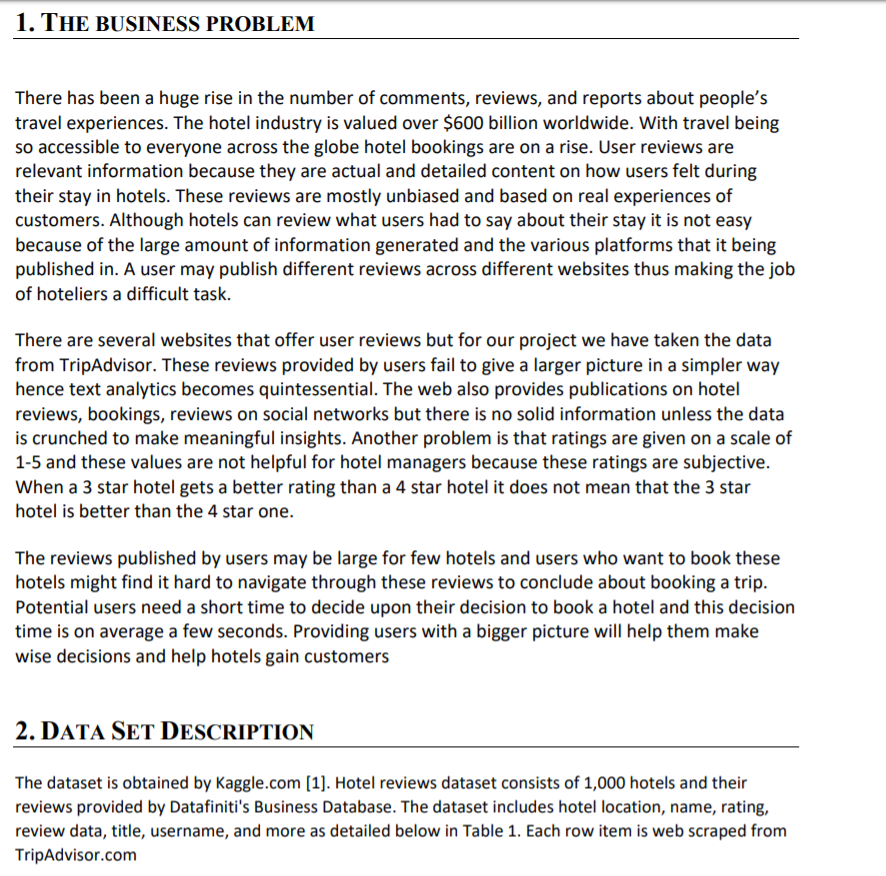 1. THE BUSINESS PROBLEM
There has been a huge rise in the number of comments, reviews, and reports about people’s
travel experiences. The hotel industry is valued over $600 billion worldwide. With travel being
so accessible to everyone across the globe hotel bookings are on a rise. User reviews are
relevant information because they are actual and detailed content on how users felt during
their stay in hotels. These reviews are mostly unbiased and based on real experiences of
customers. Although hotels can review what users had to say about their stay it is not easy
because of the large amount of information generated and the various platforms that it being
published in. A user may publish different reviews across different websites thus making the job
of hoteliers a difficult task.
There are several websites that offer user reviews but for our project we have taken the data
from TripAdvisor. These reviews provided by users fail to give a larger picture in a simpler way
hence text analytics becomes quintessential. The web also provides publications on hotel
reviews, bookings, reviews on social networks but there is no solid information unless the data
is crunched to make meaningful insights. Another problem is that ratings are given on a scale of
1-5 and these values are not helpful for hotel managers because these ratings are subjective.
When a 3 star hotel gets a better rating than a 4 star hotel it does not mean that the 3 star
hotel is better than the 4 star one.
The reviews published by users may be large for few hotels and users who want to book these
hotels might find it hard to navigate through these reviews to conclude about booking a trip.
Potential users need a short time to decide upon their decision to book a hotel and this decision
time is on average a few seconds. Providing users with a bigger picture will help them make
wise decisions and help hotels gain customers
2. DATA SET DESCRIPTION
The dataset is obtained by Kaggle.com [1]. Hotel reviews dataset consists of 1,000 hotels and their
reviews provided by Datafiniti's Business Database. The dataset includes hotel location, name, rating,
review data, title, username, and more as detailed below in Table 1. Each row item is web scraped from
TripAdvisor.com